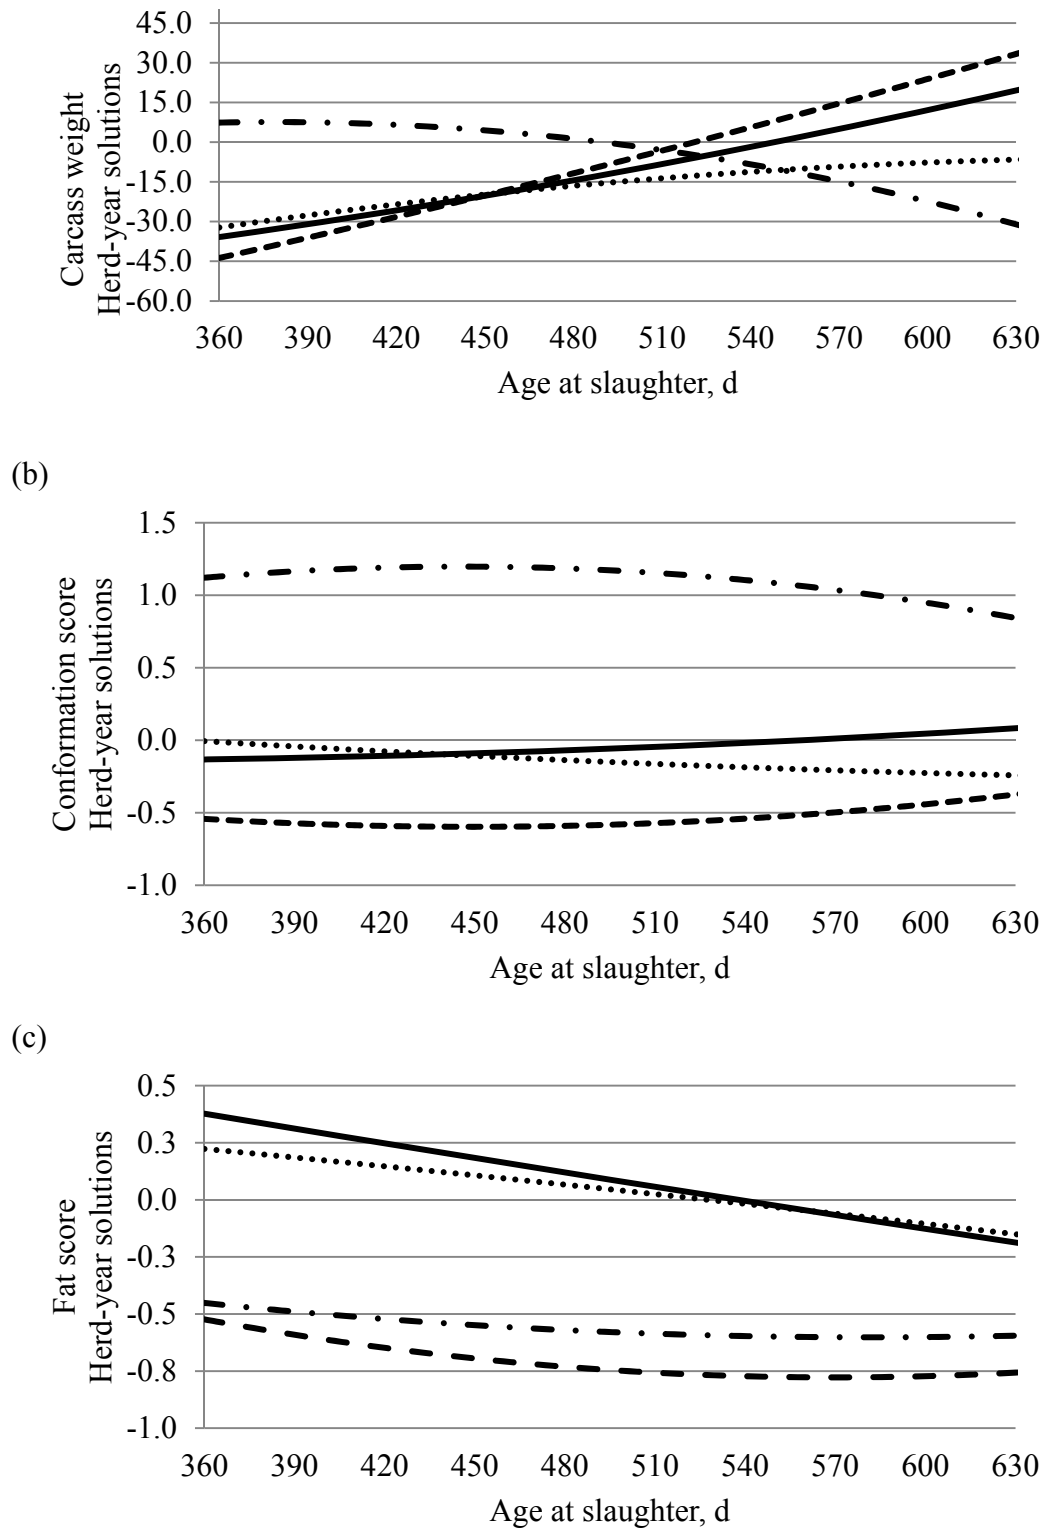 45.0
30.0
15.0
0.0
-15.0
-30.0
-45.0
-60.0
Carcass weight
Herd-year solutions
360 390 420 450 480 510 540 570 600 630
Age at slaughter, d
(b)
1.5
1.0
0.5
0.0
-0.5
-1.0
Conformation score
Herd-year solutions
360 390 420 450 480 510 540 570 600 630
Age at slaughter, d
(c)
0.5
0.3
0.0
-0.3
-0.5
-0.8
-1.0
Fat score
Herd-year solutions
360 390 420 450 480 510 540 570 600 630
Age at slaughter, d